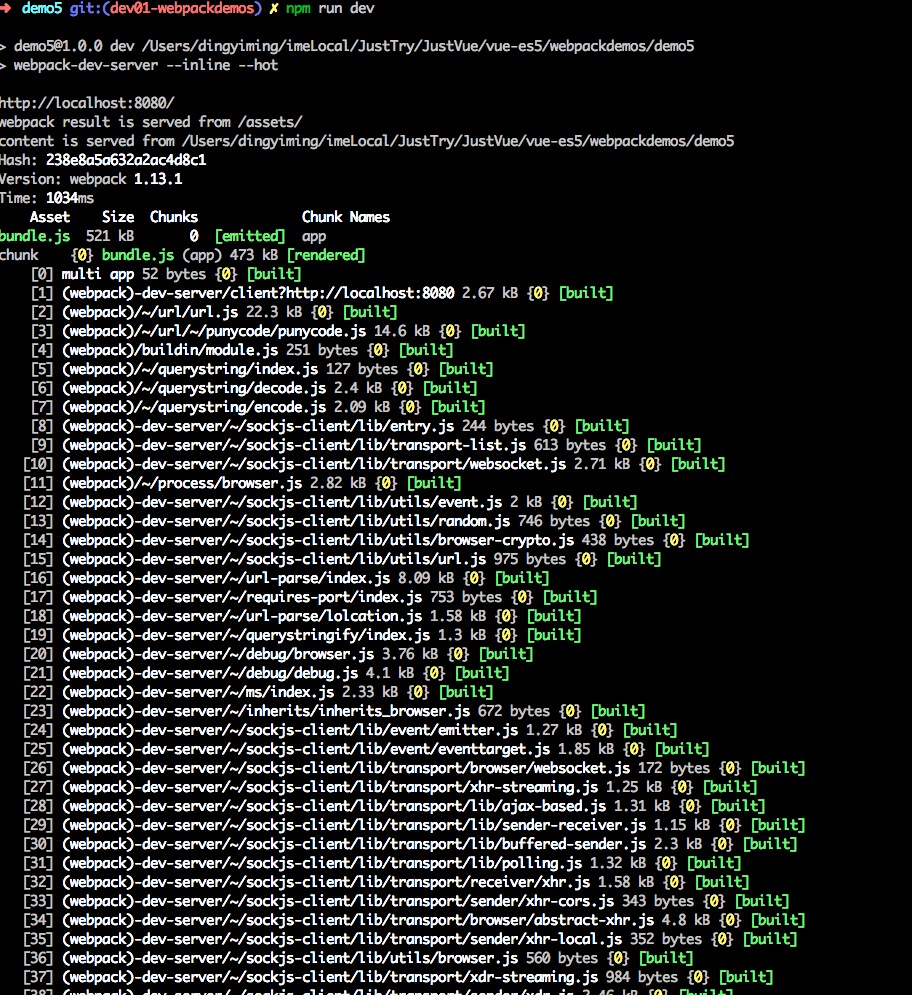 → demo5 git:(dev01-webpackdemos) ✗ npm run dev
> demo5@1.0.0 dev /Users/dingyiming/imeLocal/JustTry/JustVue/vue-es5/webpackdemos/demo5
> webpack-dev-server --inline --hot
http://localhost:8080/
webpack result is served from /assets/
content is served from /Users/dingyiming/imeLocal/JustTry/JustVue/vue-es5/webpackdemos/demo5
Hash: 238e8a5a632a2ac4d8c1
Version: webpack 1.13.1
Time: 1034ms
Asset Size Chunks Chunk Names
bundle.js 521 kB 0 [emitted] app
chunk {0} bundle.js (app) 473 kB [rendered]
[0] multi app 52 bytes {0} [built]
[1] (webpack)-dev-server/client?http://localhost:8080 2.67 kB {0} [built]
[2] (webpack)/~/url/url.js 22.3 kB {0} [built]
[3] (webpack)/~/url/~/punycode/punycode.js 14.6 kB {0} [built]
[4] (webpack)/buildin/module.js 251 bytes {0} [built]
[5] (webpack)/~/querystring/index.js 127 bytes {0} [built]
[6] (webpack)/~/querystring/decode.js 2.4 kB {0} [built]
[7] (webpack)/~/querystring/encode.js 2.09 kB {0} [built]
[8] (webpack)-dev-server/~/sockjs-client/lib/entry.js 244 bytes {0} [built]
[9] (webpack)-dev-server/~/sockjs-client/lib/transport-list.js 613 bytes {0} [built]
[10] (webpack)-dev-server/~/sockjs-client/lib/transport/websocket.js 2.71 kB {0} [built]
[11] (webpack)/~/process/browser.js 2.82 kB {0} [built]
[12] (webpack)-dev-server/~/sockjs-client/lib/utils/event.js 2 kB {0} [built]
[13] (webpack)-dev-server/~/sockjs-client/lib/utils/random.js 746 bytes {0} [built]
[14] (webpack)-dev-server/~/sockjs-client/lib/utils/browser-crypto.js 438 bytes {0} [built]
[15] (webpack)-dev-server/~/sockjs-client/lib/utils/url.js 975 bytes {0} [built]
[16] (webpack)-dev-server/~/url-parse/index.js 8.09 kB {0} [built]
[17] (webpack)-dev-server/~/requires-port/index.js 753 bytes {0} [built]
[18] (webpack)-dev-server/~/url-parse/lolcation.js 1.58 kB {0} [built]
[19] (webpack)-dev-server/~/querystringify/index.js 1.3 kB {0} [built]
[20] (webpack)-dev-server/~/debug/browser.js 3.76 kB {0} [built]
[21] (webpack)-dev-server/~/debug/debug.js 4.1 kB {0} [built]
[22] (webpack)-dev-server/~/ms/index.js 2.33 kB {0} [built]
[23] (webpack)-dev-server/~/inherits/inherits_browser.js 672 bytes {0} [built]
[24] (webpack)-dev-server/~/sockjs-client/lib/event/emitter.js 1.27 kB {0} [built]
[25] (webpack)-dev-server/~/sockjs-client/lib/event/eventtarget.js 1.85 kB {0} [built]
[26] (webpack)-dev-server/~/sockjs-client/lib/transport/browser/websocket.js 172 bytes {0} [built]
[27] (webpack)-dev-server/~/sockjs-client/lib/transport/xhr-streaming.js 1.25 kB {0} [built]
[28] (webpack)-dev-server/~/sockjs-client/lib/transport/lib/ajax-based.js 1.31 kB {0} [built]
[29] (webpack)-dev-server/~/sockjs-client/lib/transport/lib/sender-receiver.js 1.15 kB {0} [built]
[30] (webpack)-dev-server/~/sockjs-client/lib/transport/lib/buffered-sender.js 2.3 kB {0} [built]
[31] (webpack)-dev-server/~/sockjs-client/lib/transport/lib/polling.js 1.32 kB {0} [built]
[32] (webpack)-dev-server/~/sockjs-client/lib/transport/receiver/xhr.js 1.58 kB {0} [built]
[33] (webpack)-dev-server/~/sockjs-client/lib/transport/sender/xhr-cors.js 343 bytes {0} [built]
[34] (webpack)-dev-server/~/sockjs-client/lib/transport/browser/abstract-xhr.js 4.8 kB {0} [built]
[35] (webpack)-dev-server/~/sockjs-client/lib/transport/sender/xhr-local.js 352 bytes {0} [built]
[36] (webpack)-dev-server/~/sockjs-client/lib/utils/browser.js 560 bytes {0} [built]
[37] (webpack)-dev-server/~/sockjs-client/lib/transport/xdr-streaming.js 984 bytes {0} [built]
[38] (webpack)-dev-server/~/sockjs-client/lib/transport/sender/xdr.js 2.46 kB {0} [built]